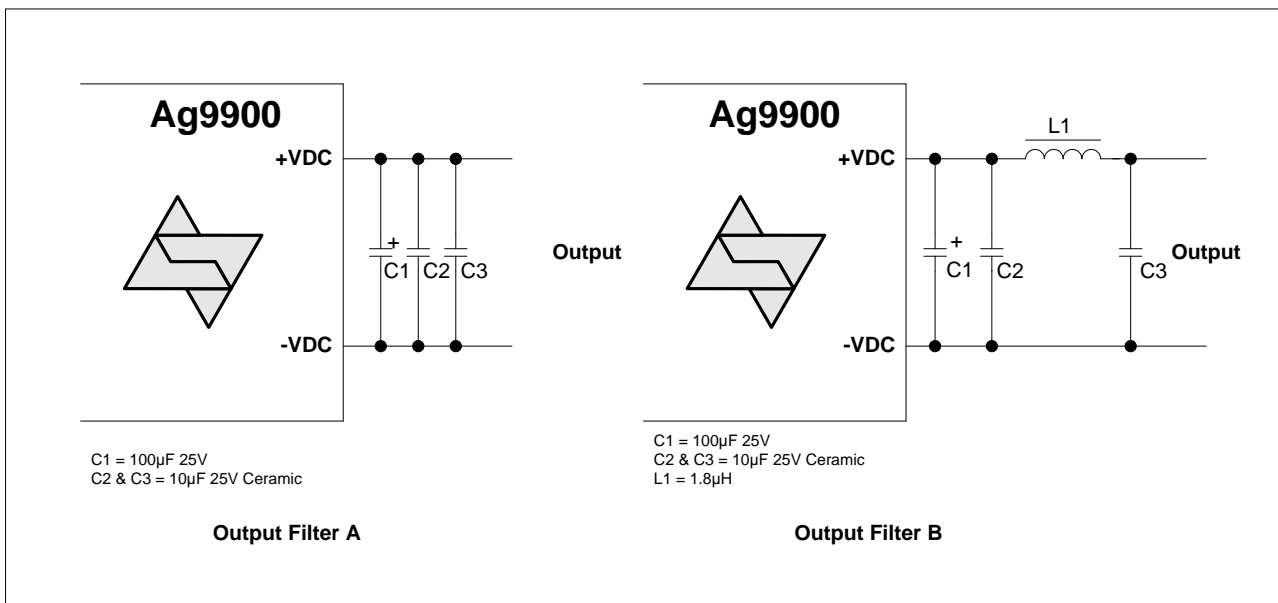 Ag9900
+VDC
+
C1
C2
C3
Output
-VDC
C1 = 100µF 25V
C2 & C3 = 10µF 25V Ceramic
Output Filter A
Ag9900
L1
+VDC
+
C1
C2
C3
Output
-VDC
C1 = 100µF 25V
C2 & C3 = 10µF 25V Ceramic
L1 = 1.8µH
Output Filter B